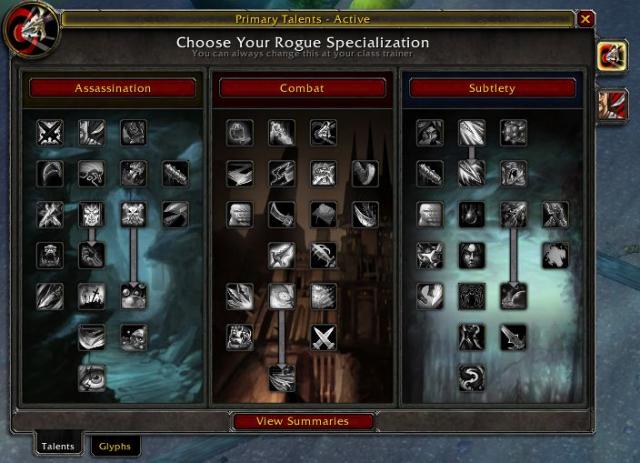 Primary Talents - Active
Choose Your Rogue Specialization
You can always change this at your class trainer.
Assassination
Combat
Subtlety
View Summaries
Talents
Glyphs